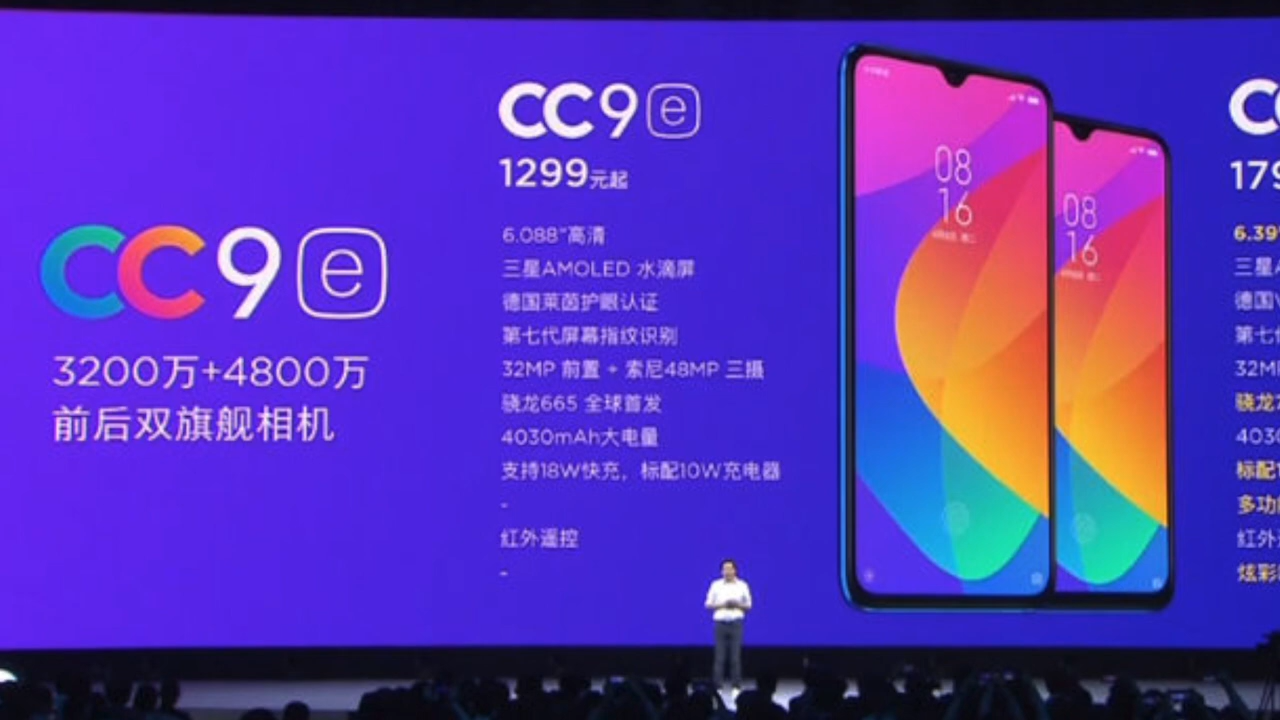 CC9e
3200万+4800万
前后双旗舰相机
CC9e
1299元起
6.088"高清
三星AMOLED 水滴屏
德国莱茵护眼认证
第七代屏幕指纹识别
32MP 前置 + 索尼48MP 三摄
骁龙665 全球首发
4030mAh大电量
支持18W快充，标配10W充电器
-
红外遥控
-
08
16
08
16
CC
179
6.39"
三星A
德国
第七
32M
骁龙
403
标配1
多功
红外
炫彩